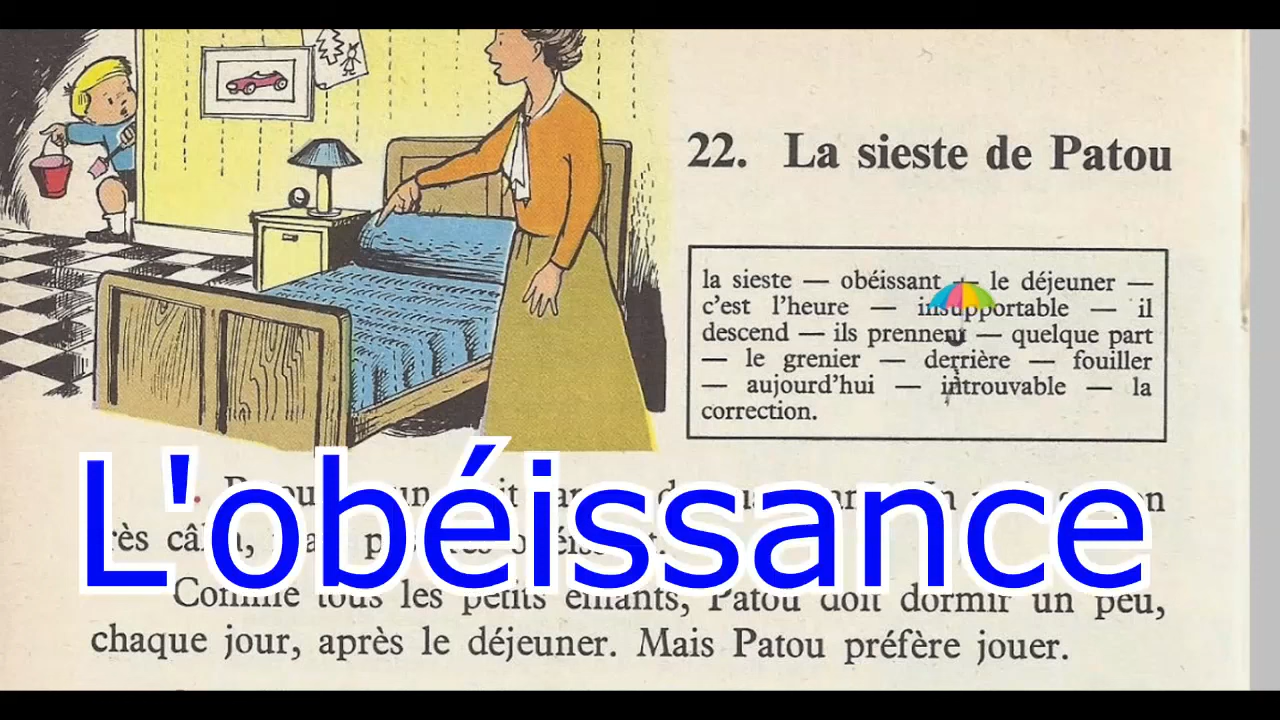 22. La sieste de Patou
la sieste — obéissant — le déjeuner —
c'est l'heure — insupportable — il
descend — ils prennent — quelque part
— le grenier — derrière — fouiller
— aujourd'hui — introuvable — la
correction.
L'obéissance
Comme tous les petits enfants, Patou doit dormir un peu,
chaque jour, après le déjeuner. Mais Patou préfère jouer.